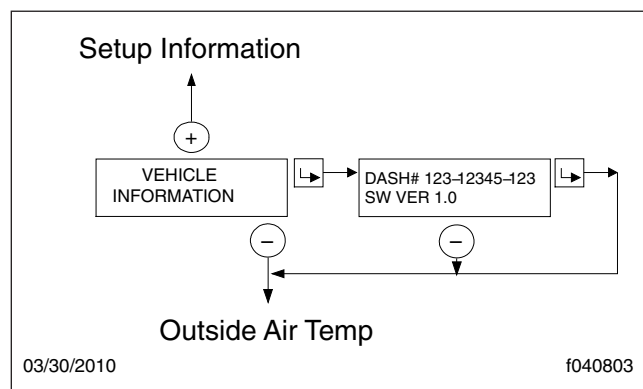 Setup Information
+
VEHICLE
INFORMATION
DASH# 123–12345–123
SW VER 1.0
–
–
Outside Air Temp
03/30/2010
f040803